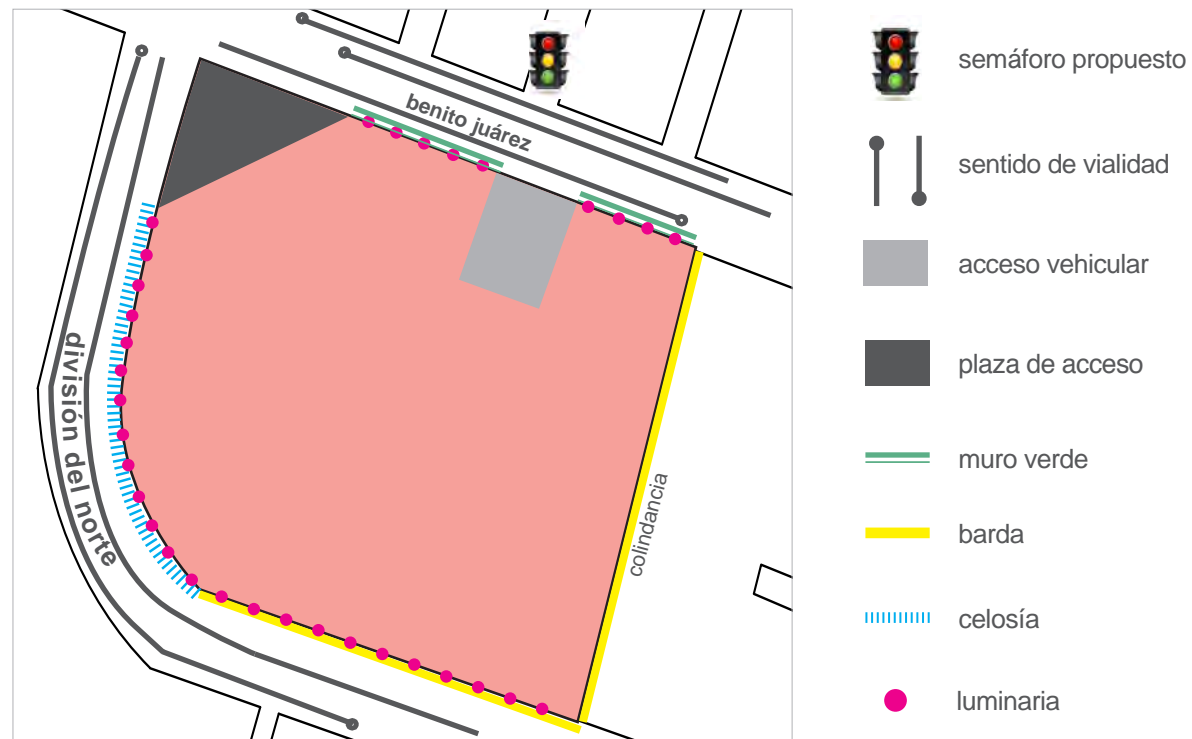 benito juárez
división del norte
colindancia
semáforo propuesto
sentido de vialidad
acceso vehicular
plaza de acceso
muro verde
barda
celosía
luminaria